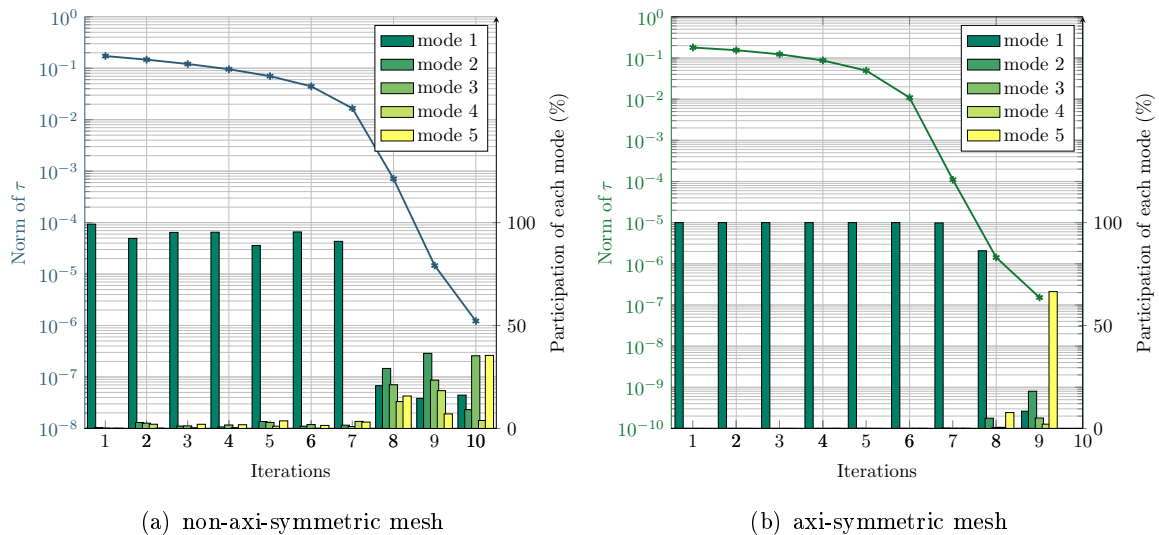 10^0
10^−1
10^−2
10^−3
10^−4
10^−5
10^−6
10^−7
10^−8
Norm of τ
mode 1
mode 2
mode 3
mode 4
mode 5
100
50
0
Participation of each mode (%)
1 2 3 4 5 6 7 8 9 10
Iterations
(a) non-axi-symmetric mesh
10^0
10^−1
10^−2
10^−3
10^−4
10^−5
10^−6
10^−7
10^−8
10^−9
10^−10
Norm of τ
mode 1
mode 2
mode 3
mode 4
mode 5
100
50
0
Participation of each mode (%)
1 2 3 4 5 6 7 8 9 10
Iterations
(b) axi-symmetric mesh